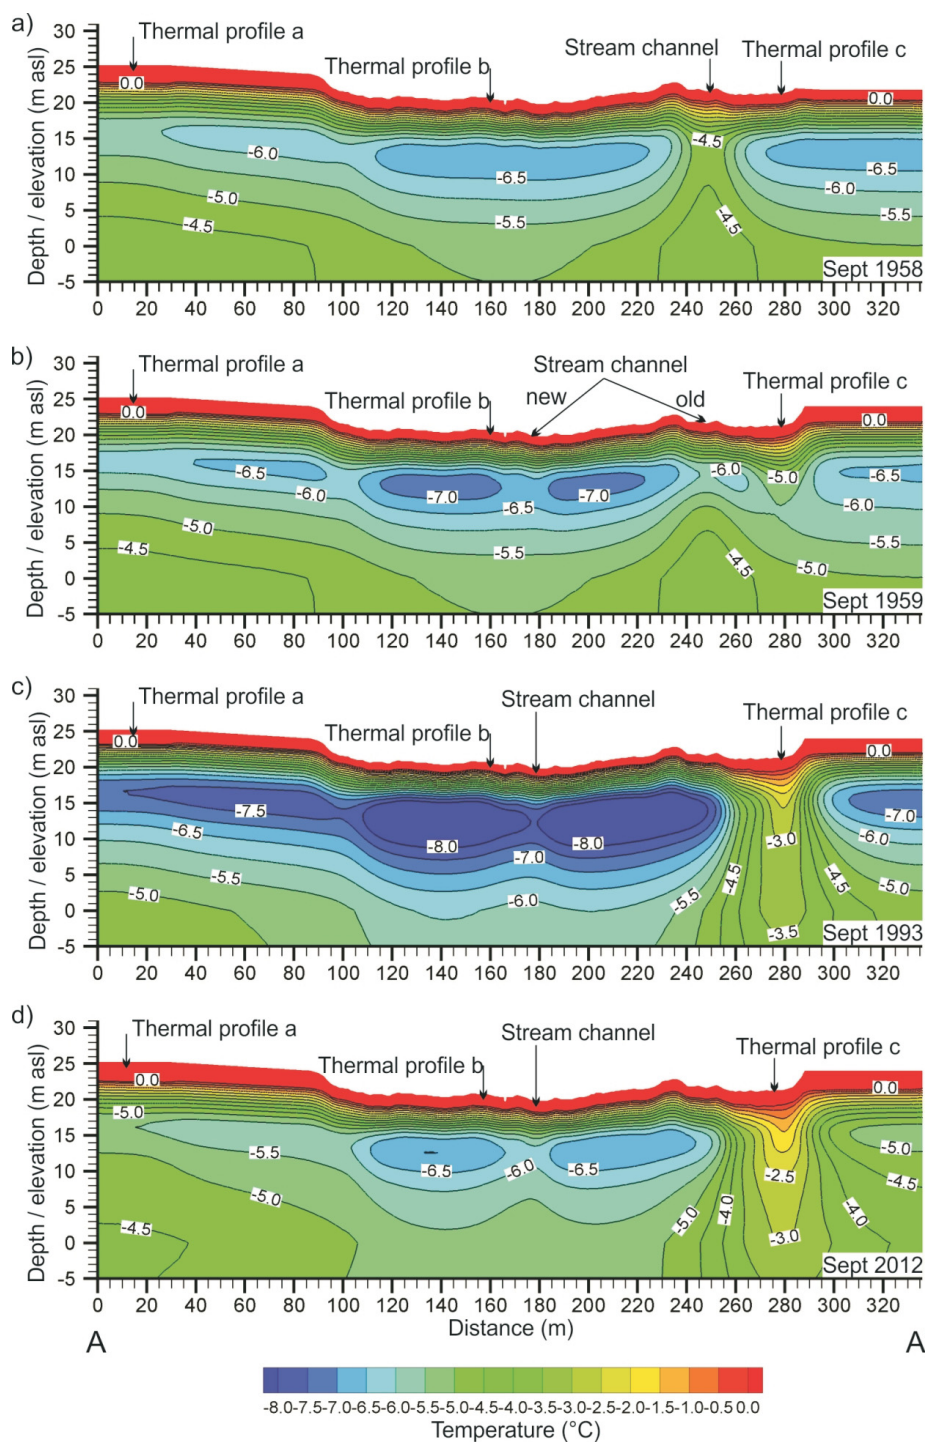 a)
Thermal profile a
Thermal profile b
Stream channel
Thermal profile c
Depth / elevation (m asl)
30
25
20
15
10
5
0
-5
0.0
-6.0
-5.0
-4.5
-6.5
-5.5
-4.5
-4.5
0.0
-6.5
-6.0
-5.5
Sept 1958
0 20 40 60 80 100 120 140 160 180 200 220 240 260 280 300 320
b)
Thermal profile a
Thermal profile b
Stream channel
new
old
Thermal profile c
Depth / elevation (m asl)
30
25
20
15
10
5
0
-5
0.0
-6.5
-6.0
-5.0
-4.5
-7.0
-6.5
-7.0
-5.5
-6.0
-5.0
-4.5
0.0
-6.5
-6.0
-5.5
-5.0
Sept 1959
0 20 40 60 80 100 120 140 160 180 200 220 240 260 280 300 320
c)
Thermal profile a
Thermal profile b
Stream channel
Thermal profile c
Depth / elevation (m asl)
30
25
20
15
10
5
0
-5
0.0
-7.5
-6.5
-5.5
-5.0
-8.0
-7.0
-8.0
-6.0
-5.5
-4.5
-3.0
-3.5
-4.5
0.0
-7.0
-6.0
-5.0
Sept 1993
0 20 40 60 80 100 120 140 160 180 200 220 240 260 280 300 320
d)
Thermal profile a
Thermal profile b
Stream channel
Thermal profile c
Depth / elevation (m asl)
30
25
20
15
10
5
0
-5
0.0
-5.0
-5.5
-5.0
-4.5
-6.5
-6.0
-6.5
-5.0
-4.0
-2.5
-3.0
-4.0
0.0
-5.0
-4.5
Sept 2012
0 20 40 60 80 100 120 140 160 180 200 220 240 260 280 300 320
Distance (m)
A
A
-8.0-7.5-7.0-6.5-6.0-5.5-5.0-4.5-4.0-3.5-3.0-2.5-2.0-1.5-1.0-0.5 0.0
Temperature (°C)